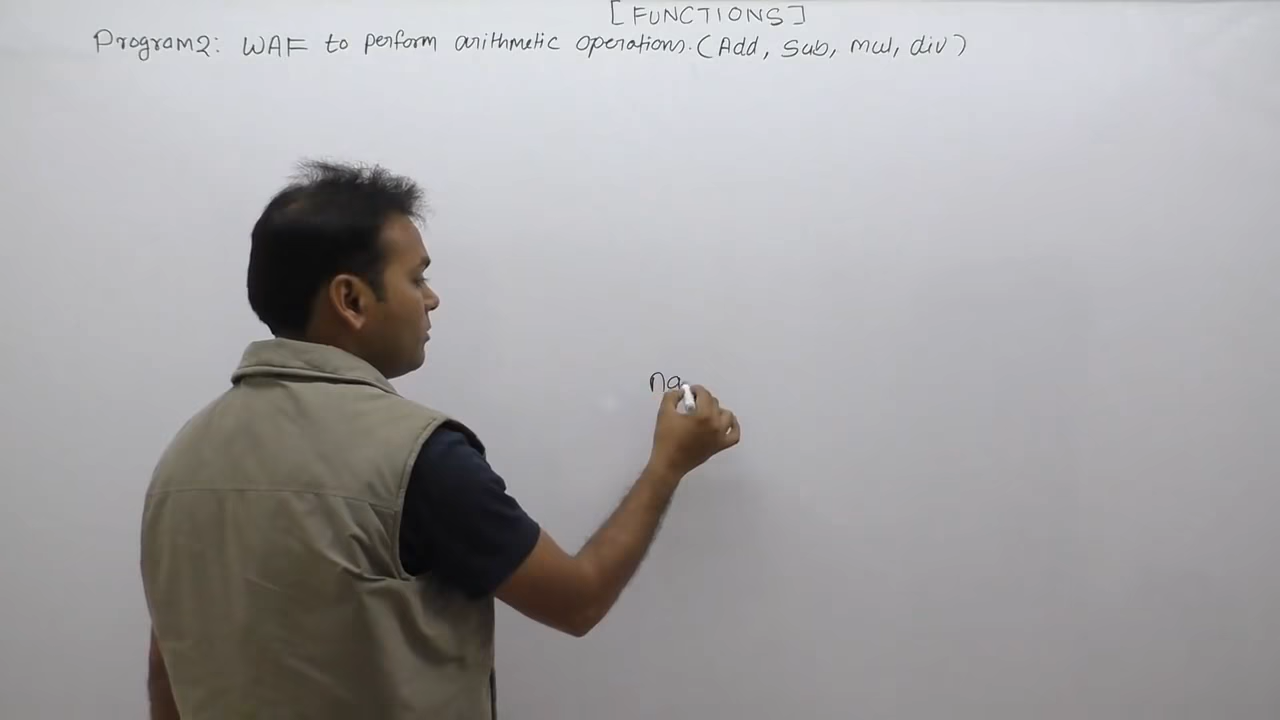 [FUNCTIONS]
Program2: WAF to perform arithmetic operations. (Add, Sub, mul, div)
na